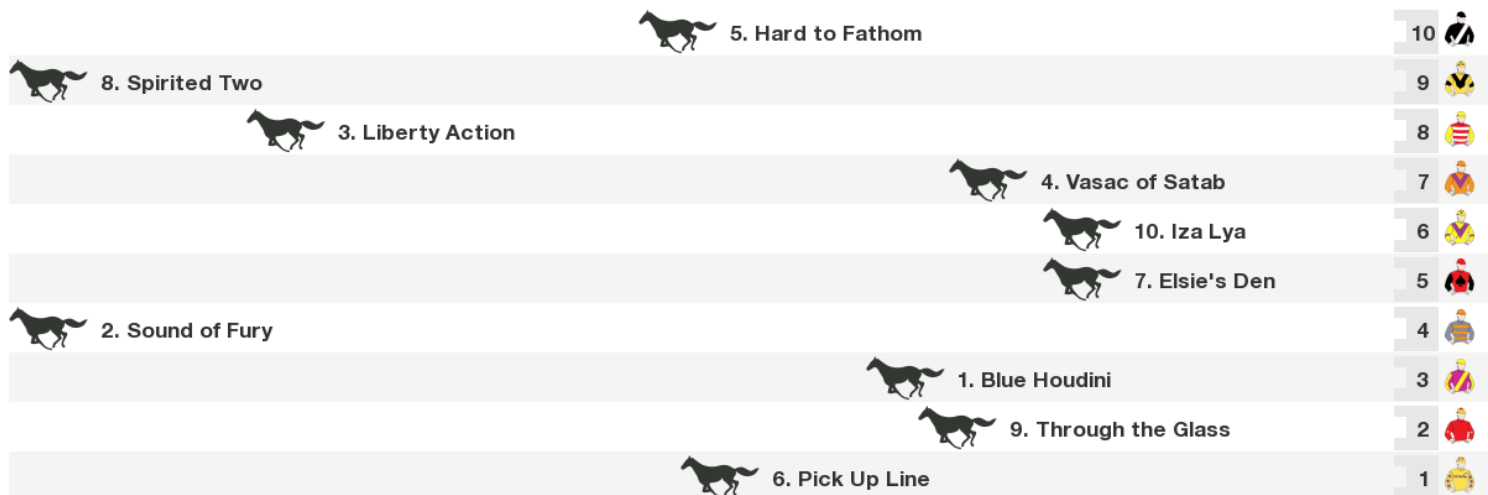 5. Hard to Fathom 10
8. Spirited Two 9
3. Liberty Action 8
4. Vasac of Satab 7
10. Iza Lya 6
7. Elsie's Den 5
2. Sound of Fury 4
1. Blue Houdini 3
9. Through the Glass 2
6. Pick Up Line 1